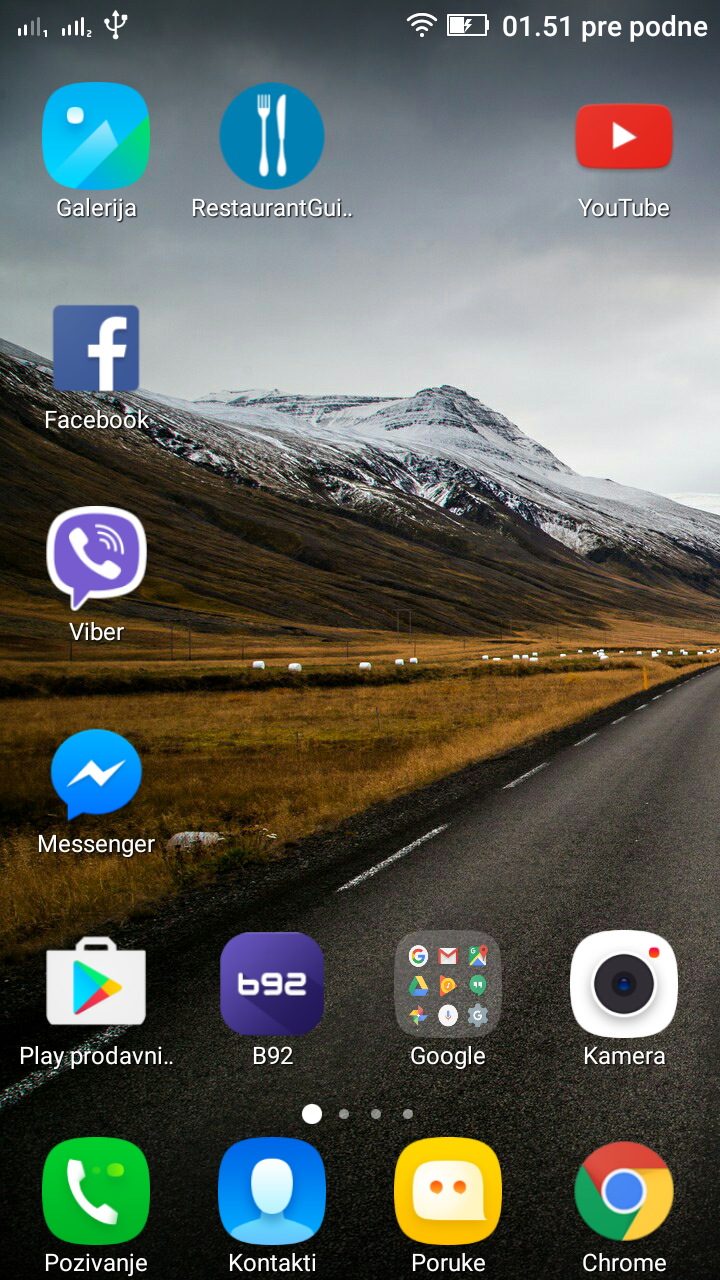 01.51 pre podne
Galerija
RestaurantGui..
YouTube
Facebook
Viber
Messenger
b92
Play prodavni..
B92
Google
Kamera
Pozivanje
Kontakti
Poruke
Chrome